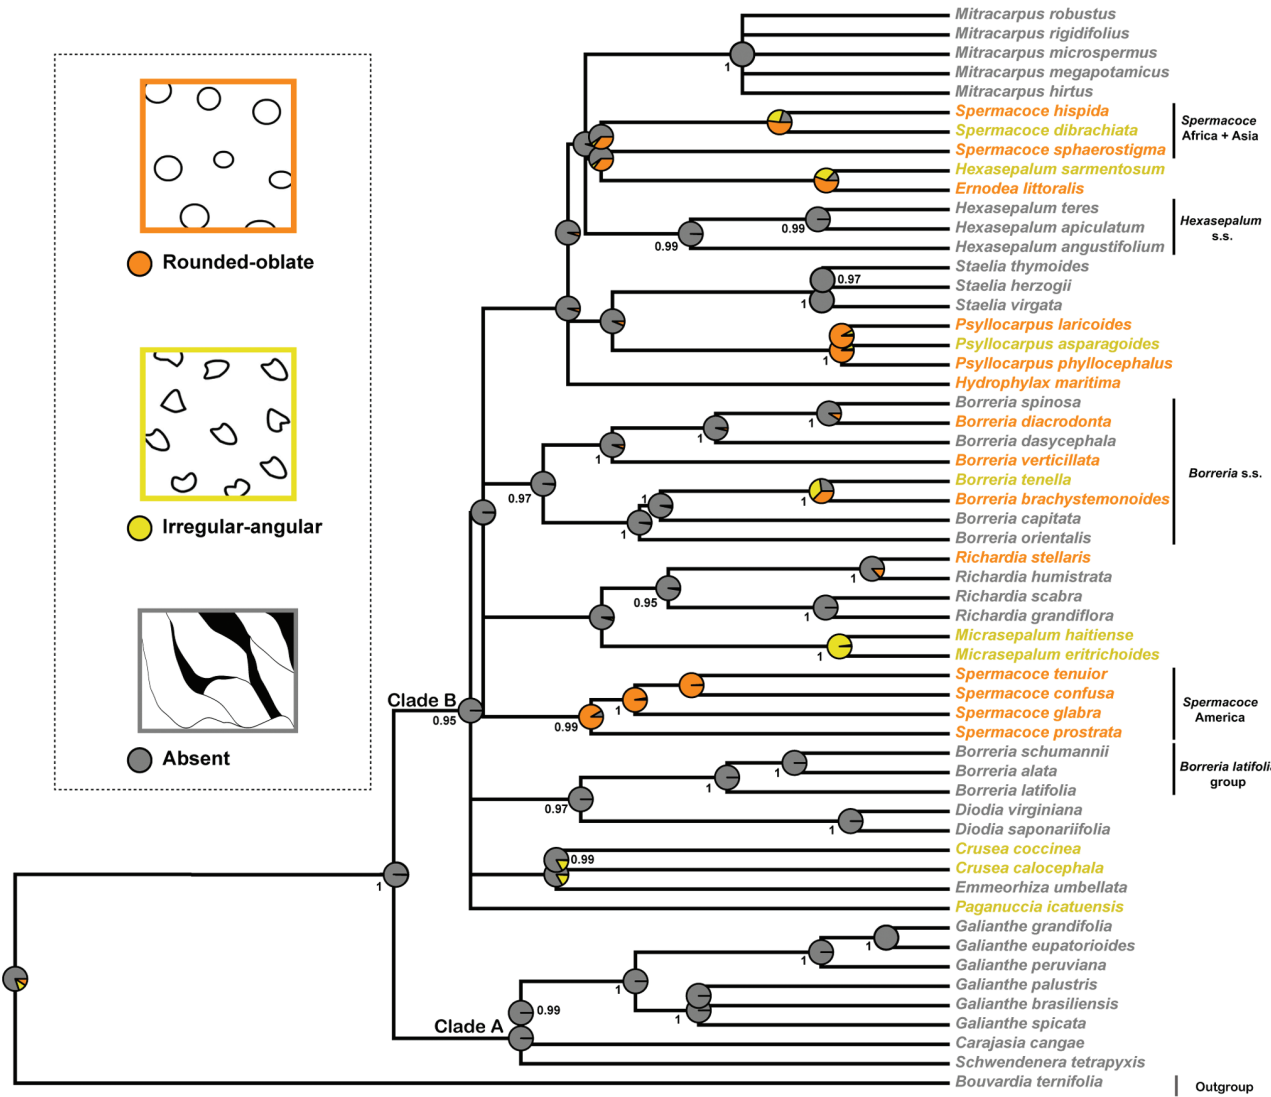 Rounded-oblate
Irregular-angular
Absent
Mitracarpus robustus
Mitracarpus rigidifolius
Mitracarpus microspermus
1
Mitracarpus megapotamicus
Mitracarpus hirtus
Spermacoce hispida
Spermacoce dibrachiata
Spermacoce sphaerostigma
Spermacoce
Africa + Asia
Hexasepalum sarmentosum
Ernodea littoralis
Hexasepalum teres
0.99
Hexasepalum apiculatum
0.99
Hexasepalum angustifolium
Hexasepalum
s.s.
Staelia thymoides
0.97
Staelia herzogii
1
Staelia virgata
Psyllocarpus laricoides
Psyllocarpus asparagoides
1
Psyllocarpus phyllocephalus
Hydrophylax maritima
Borreria spinosa
1
Borreria diacrodonta
1
Borreria dasycephala
1
Borreria verticillata
0.97
Borreria tenella
1
1
Borreria brachystemonoides
Borreria capitata
1
Borreria orientalis
Borreria s.s.
Richardia stellaris
1
Richardia humistrata
0.95
Richardia scabra
1
Richardia grandiflora
Micrasepalum haitiense
1
Micrasepalum eritrichoides
Clade B
0.95
Spermacoce tenuior
Spermacoce confusa
1
Spermacoce glabra
0.99
Spermacoce prostrata
Spermacoce
America
Borreria schumannii
1
Borreria alata
1
Borreria latifolia
0.97
Borreria latifoli
group
Diodia virginiana
1
Diodia saponariifolia
Crusea coccinea
0.99
Crusea calocephala
Emmeorhiza umbellata
1
Paganuccia icatuensis
Galianthe grandifolia
1
Galianthe eupatorioides
1
Galianthe peruviana
1
Galianthe palustris
0.99
Galianthe brasiliensis
1
Galianthe spicata
Clade A
Carajasia cangae
Schwendenera tetrapyxis
Bouvardia ternifolia
Outgroup